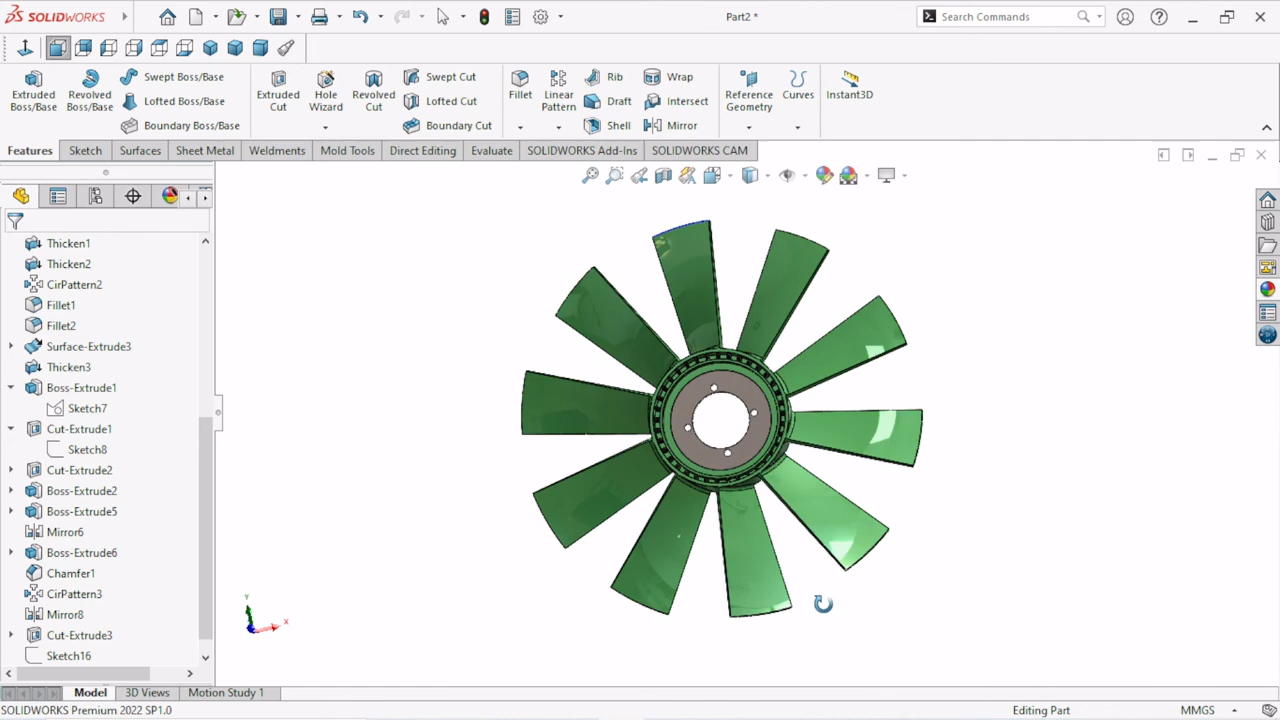 SOLIDWORKS
Part2 *
Search Commands
Extruded Boss/Base
Revolved Boss/Base
Swept Boss/Base
Lofted Boss/Base
Boundary Boss/Base
Extruded Cut
Hole Wizard
Revolved Cut
Swept Cut
Lofted Cut
Boundary Cut
Fillet
Linear Pattern
Rib
Draft
Shell
Wrap
Intersect
Mirror
Reference Geometry
Curves
Instant3D
Features
Sketch
Surfaces
Sheet Metal
Weldments
Mold Tools
Direct Editing
Evaluate
SOLIDWORKS Add-Ins
SOLIDWORKS CAM
Thicken1
Thicken2
CirPattern2
Fillet1
Fillet2
Surface-Extrude3
Thicken3
Boss-Extrude1
Sketch7
Cut-Extrude1
Sketch8
Cut-Extrude2
Boss-Extrude2
Boss-Extrude5
Mirror6
Boss-Extrude6
Chamfer1
CirPattern3
Mirror8
Cut-Extrude3
Sketch16
Y
X
Model
3D Views
Motion Study 1
SOLIDWORKS Premium 2022 SP1.0
Editing Part
MMGS